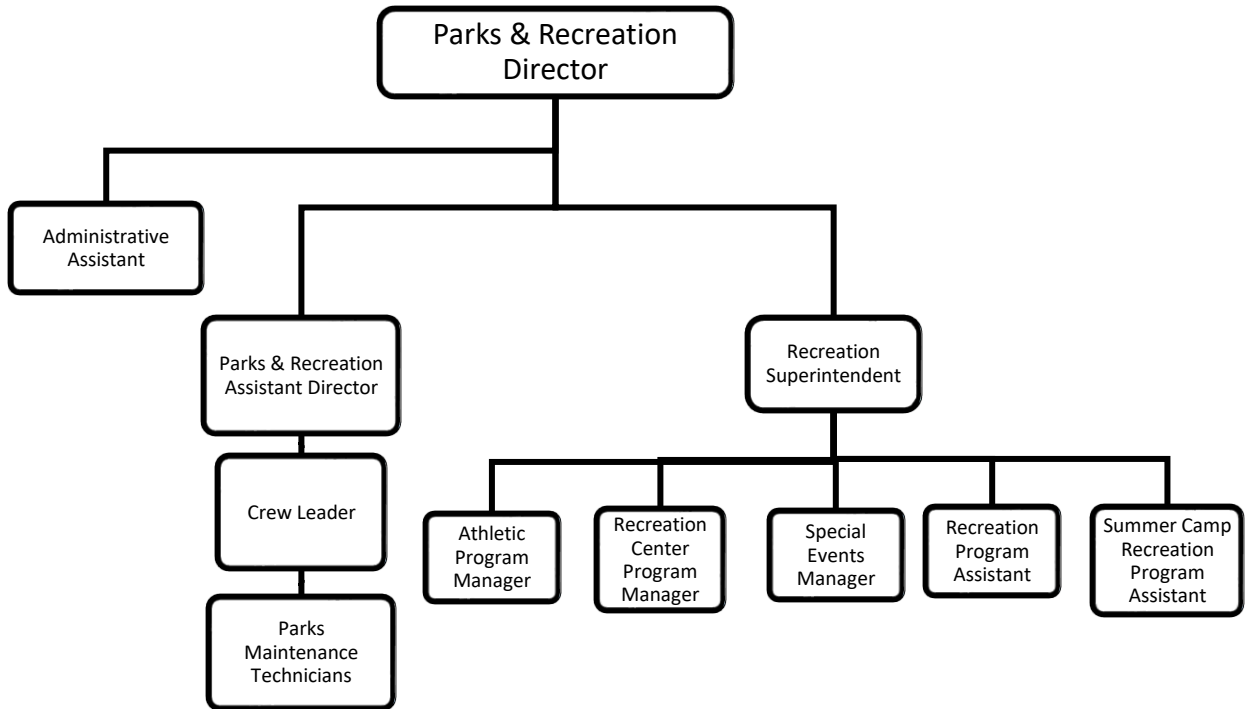 Parks & Recreation
Director
Administrative
Assistant
Parks & Recreation
Assistant Director
Recreation
Superintendent
Crew Leader
Parks
Maintenance
Technicians
Athletic
Program
Manager
Recreation
Center
Program
Manager
Special
Events
Manager
Recreation
Program
Assistant
Summer Camp
Recreation
Program
Assistant